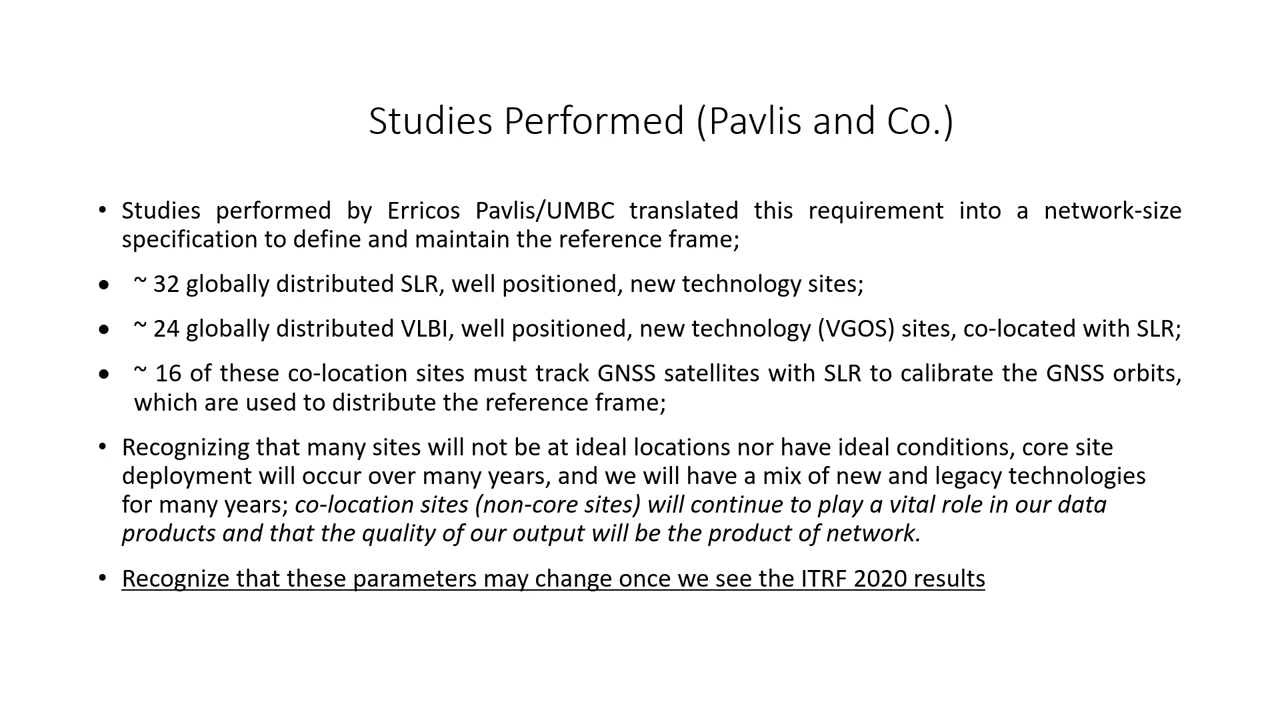 Studies Performed (Pavlis and Co.)
• Studies performed by Erricos Pavlis/UMBC translated this requirement into a network-size
specification to define and maintain the reference frame;
• ~ 32 globally distributed SLR, well positioned, new technology sites;
• ~ 24 globally distributed VLBI, well positioned, new technology (VGOS) sites, co-located with SLR;
• ~ 16 of these co-location sites must track GNSS satellites with SLR to calibrate the GNSS orbits,
which are used to distribute the reference frame;
• Recognizing that many sites will not be at ideal locations nor have ideal conditions, core site
deployment will occur over many years, and we will have a mix of new and legacy technologies
for many years; co-location sites (non-core sites) will continue to play a vital role in our data
products and that the quality of our output will be the product of network.
• Recognize that these parameters may change once we see the ITRF 2020 results